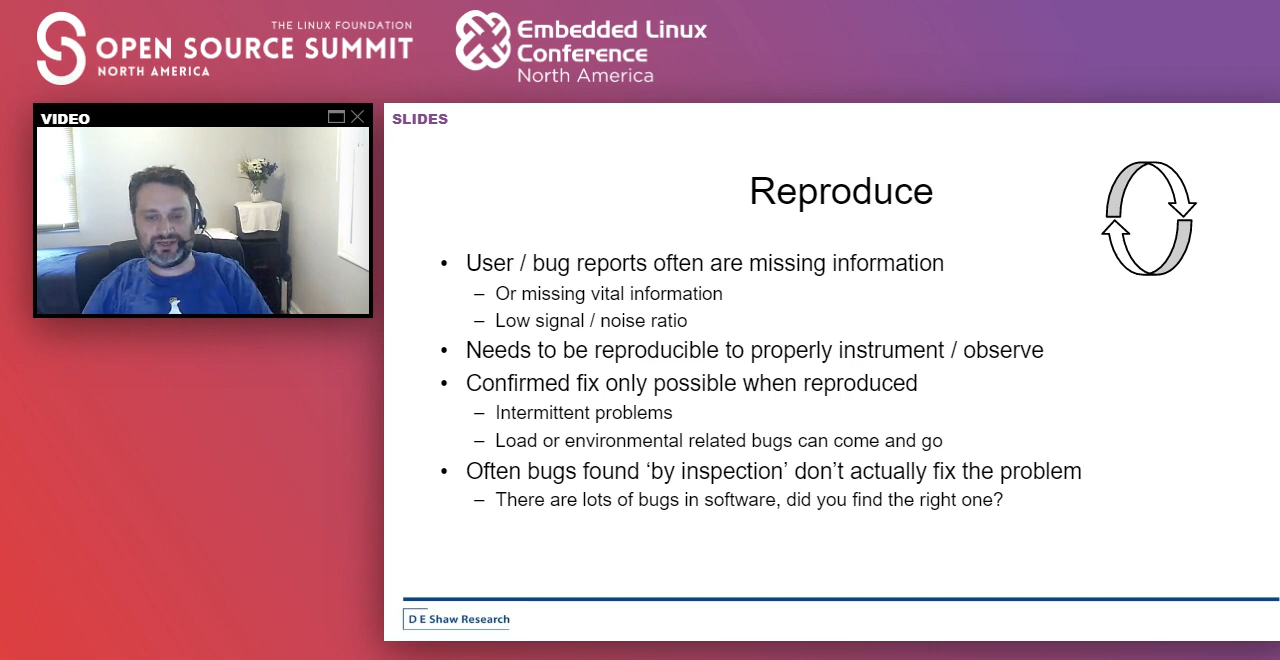 THE LINUX FOUNDATION
OPEN SOURCE SUMMIT
NORTH AMERICA
Embedded Linux
Conference
North America
VIDEO
SLIDES
Reproduce
• User / bug reports often are missing information
– Or missing vital information
– Low signal / noise ratio
• Needs to be reproducible to properly instrument / observe
• Confirmed fix only possible when reproduced
– Intermittent problems
– Load or environmental related bugs can come and go
• Often bugs found ‘by inspection’ don’t actually fix the problem
– There are lots of bugs in software, did you find the right one?
D E Shaw Research